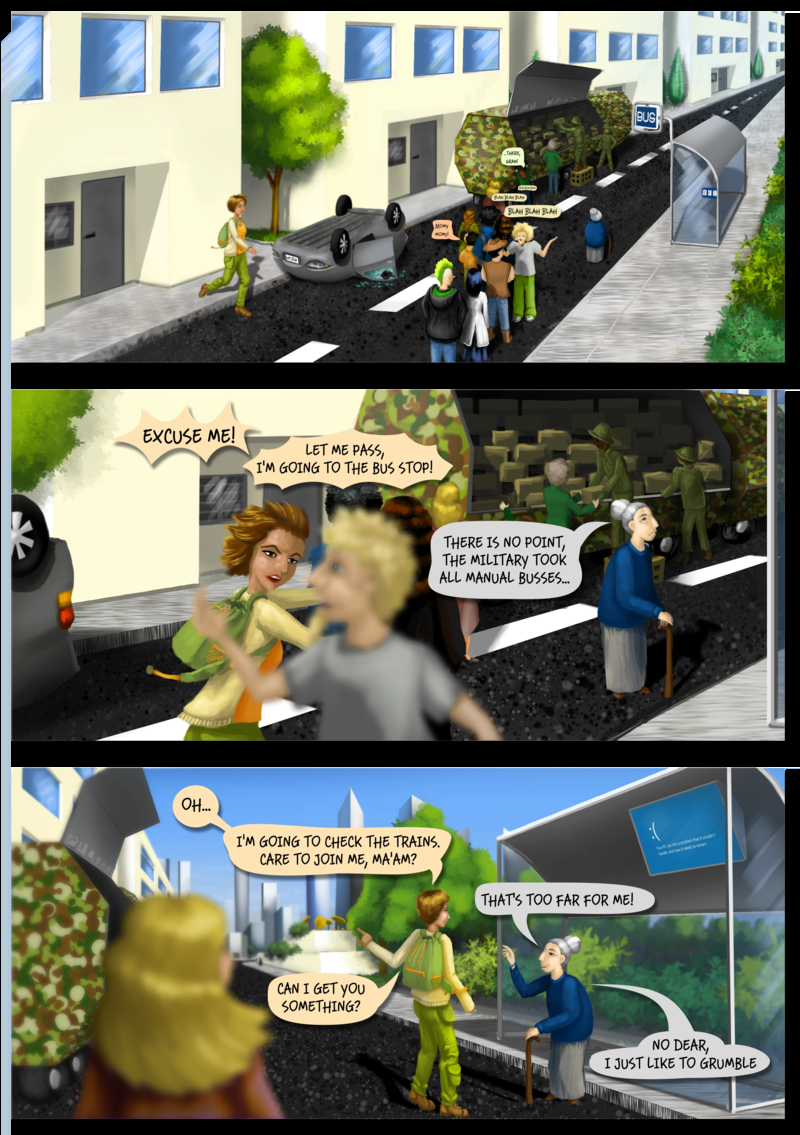 BUS
...THERE,
GRAN!
BLAH BLAH BLAH
BLAH BLAH BLAH
MOMY
MOMY!
EXCUSE ME!
LET ME PASS,
I'M GOING TO THE BUS STOP!
THERE IS NO POINT,
THE MILITARY TOOK
ALL MANUAL BUSSES...
OH...
I'M GOING TO CHECK THE TRAINS.
CARE TO JOIN ME, MA'AM?
:(
THAT'S TOO FAR FOR ME!
CAN I GET YOU
SOMETHING?
NO DEAR,
I JUST LIKE TO GRUMBLE